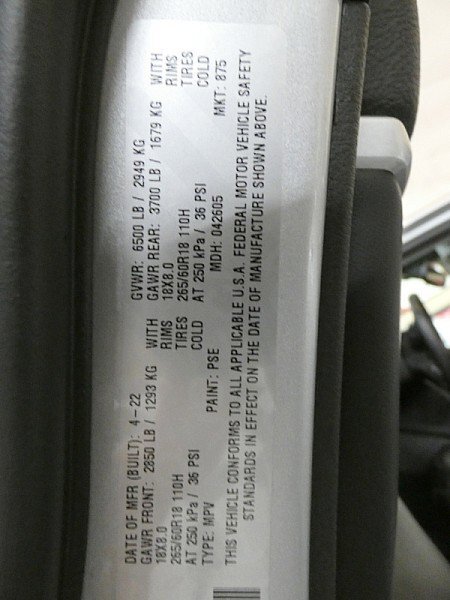 DATE OF MFR (BUILT): 4-22 GVWR: 6500 LB / 2949 KG
GAWR FRONT: 2850 LB / 1293 KG WITH GAWR REAR: 3700 LB / 1679 KG WITH
18X8.0 RIMS 18X8.0 RIMS
265/60R18 110H TIRES 265/60R18 110H TIRES
AT 250 kPa / 36 PSI COLD AT 250 kPa / 36 PSI COLD
TYPE: MPV PAINT: PSE MDH: 042605 MKT: 875
THIS VEHICLE CONFORMS TO ALL APPLICABLE U.S.A. FEDERAL MOTOR VEHICLE SAFETY
STANDARDS IN EFFECT ON THE DATE OF MANUFACTURE SHOWN ABOVE.